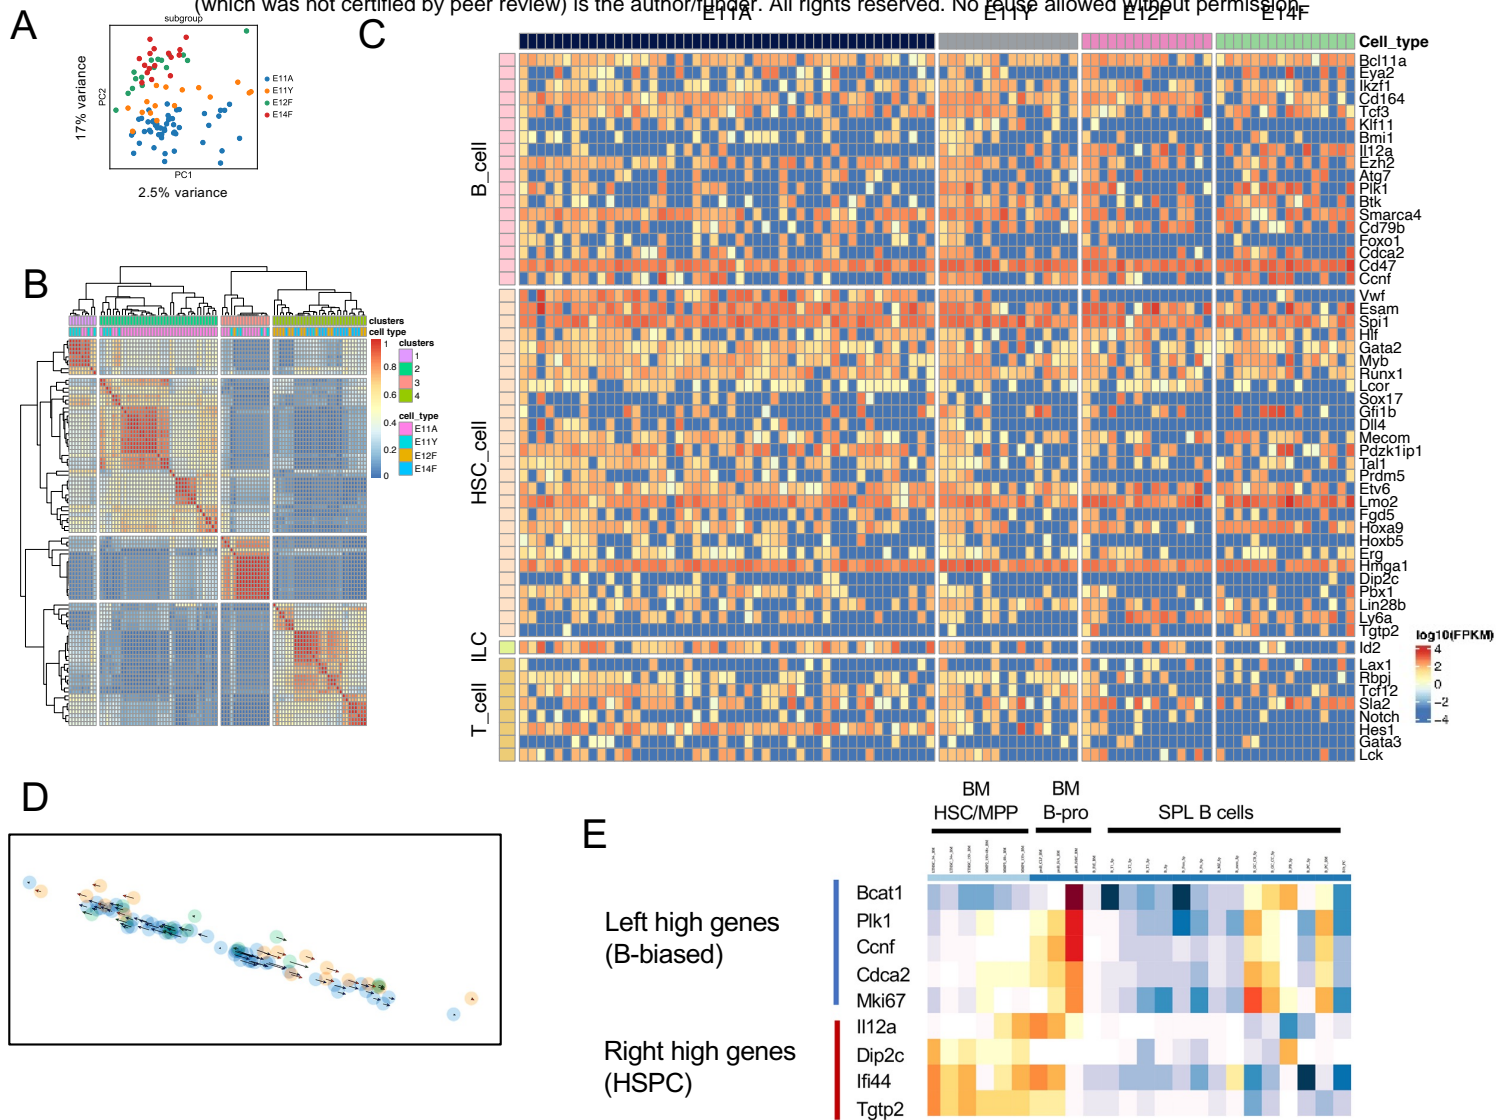 (which was not certified by peer review) is the author/funder. All rights reserved. No reuse allowed without permission.
A
subgroup
17% variance
PC2
PC1
2.5% variance
E11A
E11Y
E12F
E14F
B
clusters
cell type
1
0.8
0.6
0.4
0.2
0
clusters
1
2
3
4
cell_type
E11A
E11Y
E12F
E14F
C
E11A
E11Y
E12F
E14F
Cell_type
B_cell
Bcl11a
Eya2
Ikzf1
Cd164
Tcf3
Klf11
Bmi1
Il12a
Ezh2
Atg7
Plk1
Btk
Smarca4
Cd79b
Foxo1
Cdca2
Cd47
Ccnf
HSC_cell
Vwf
Esam
Spi1
Hlf
Gata2
Myb
Runx1
Lcor
Sox17
Gfi1b
Dll4
Mecom
Pdzk1ip1
Tal1
Prdm5
Etv6
Lmo2
Fgd5
Hoxa9
Hoxb5
Erg
Hmga1
Dip2c
Pbx1
Lin28b
Ly6a
Tgtp2
ILC
Id2
T_cell
Lax1
Rbpj
Tcf12
Sla2
Notch
Hes1
Gata3
Lck
log10(FPKM)
4
2
0
−2
−4
D
E
BM
HSC/MPP
BM
B-pro
SPL B cells
Left high genes
(B-biased)
Bcat1
Plk1
Ccnf
Cdca2
Mki67
Right high genes
(HSPC)
Il12a
Dip2c
Ifi44
Tgtp2